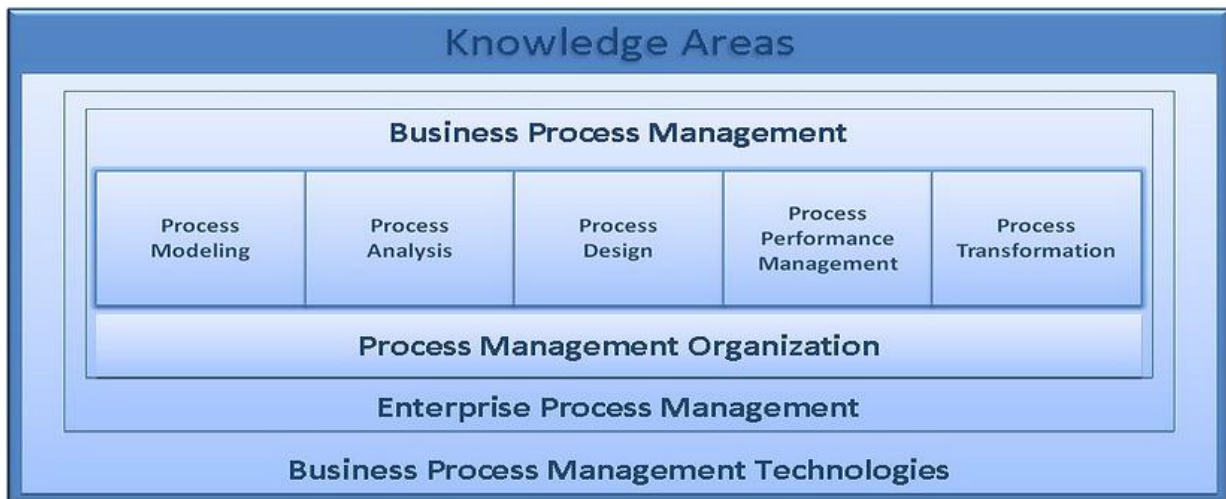 Knowledge Areas
Business Process Management
Process
Modeling
Process
Analysis
Process
Design
Process
Performance
Management
Process
Transformation
Process Management Organization
Enterprise Process Management
Business Process Management Technologies